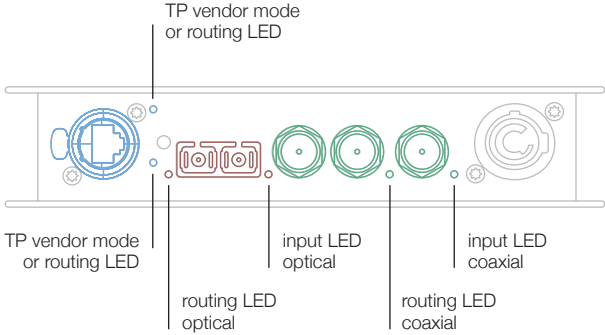 TP vendor mode
or routing LED
TP vendor mode
or routing LED
input LED
optical
input LED
coaxial
routing LED
optical
routing LED
coaxial